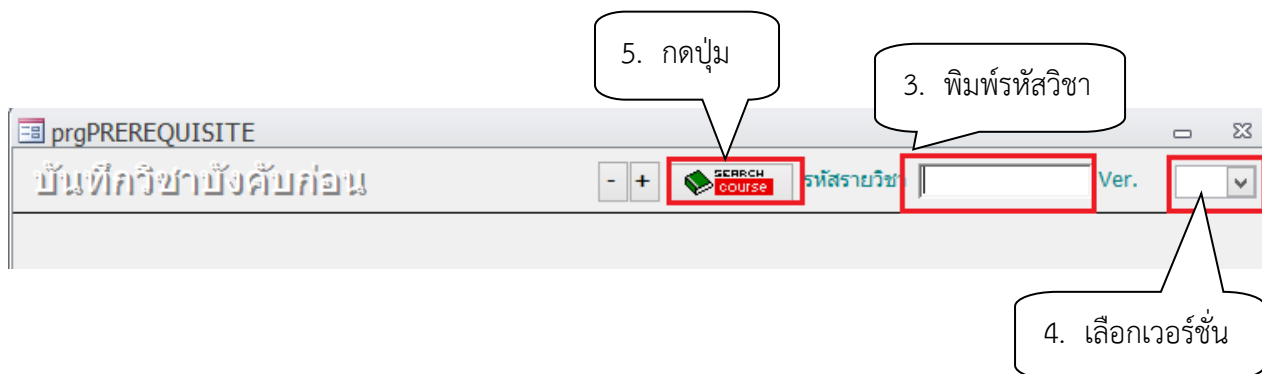 5. กดปุ่ม
3. พิมพ์รหัสวิชา
prgPREREQUISITE
บันทึกวิชาบังคับก่อน
- + SEARCH course รหัสรายวิชา Ver.
4. เลือกเวอร์ชั่น